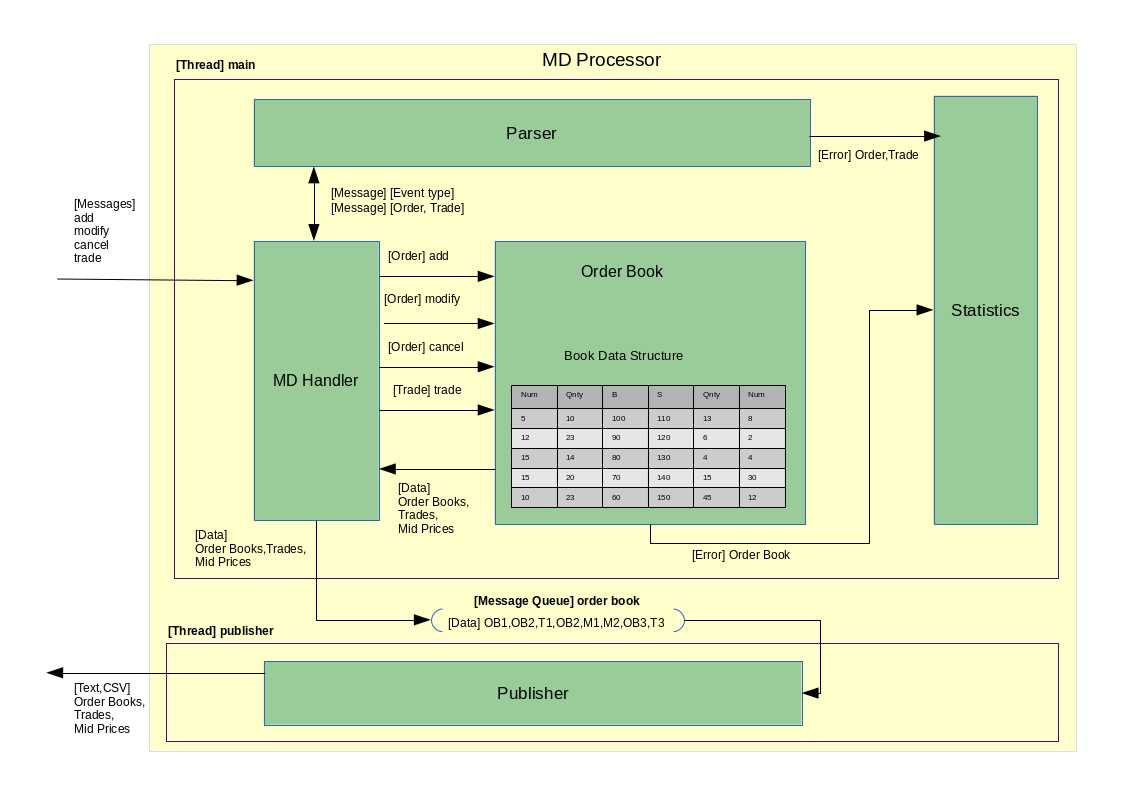 MD Processor
[Thread] main
Parser
[Error] Order,Trade
[Message] [Event type]
[Message] [Order, Trade]
[Messages]
add
modify
cancel
trade
MD Handler
[Order] add
[Order] modify
[Order] cancel
[Trade] trade
Order Book
Book Data Structure
Num Qnty B S Qnty Num
5 10 100 110 13 8
12 23 90 120 6 2
15 14 80 130 4 4
15 20 70 140 15 30
10 23 60 150 45 12
Statistics
[Data]
Order Books,
Trades,
Mid Prices
[Data]
Order Books,Trades,
Mid Prices
[Error] Order Book
[Message Queue] order book
[Data] OB1,OB2,T1,OB2,M1,M2,OB3,T3
[Thread] publisher
Publisher
[Text,CSV]
Order Books,
Trades,
Mid Prices